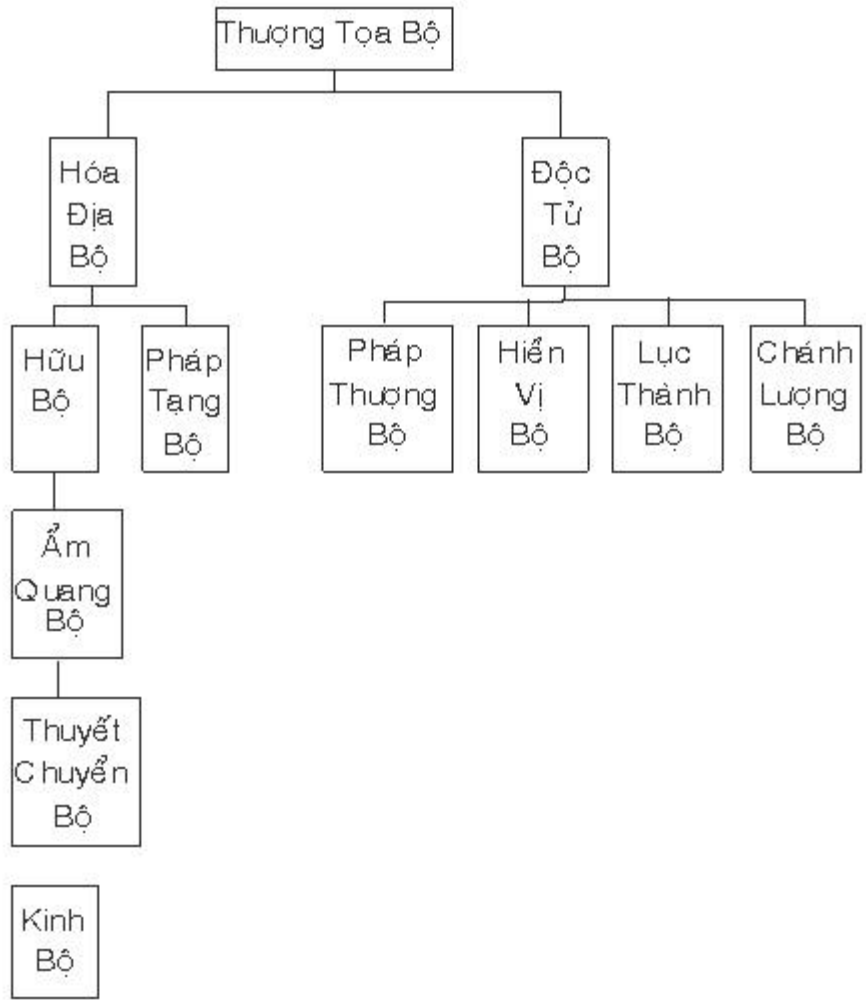 Thượng Tọa Bộ
Hóa
Địa
Bộ
Độc
Tử
Bộ
Hữu
Bộ
Pháp
Tạng
Bộ
Pháp
Thượng
Bộ
Hiển
Vị
Bộ
Lục
Thành
Bộ
Chánh
Lượng
Bộ
Ẩm
Quang
Bộ
Thuyết
Chuyển
Bộ
Kinh
Bộ